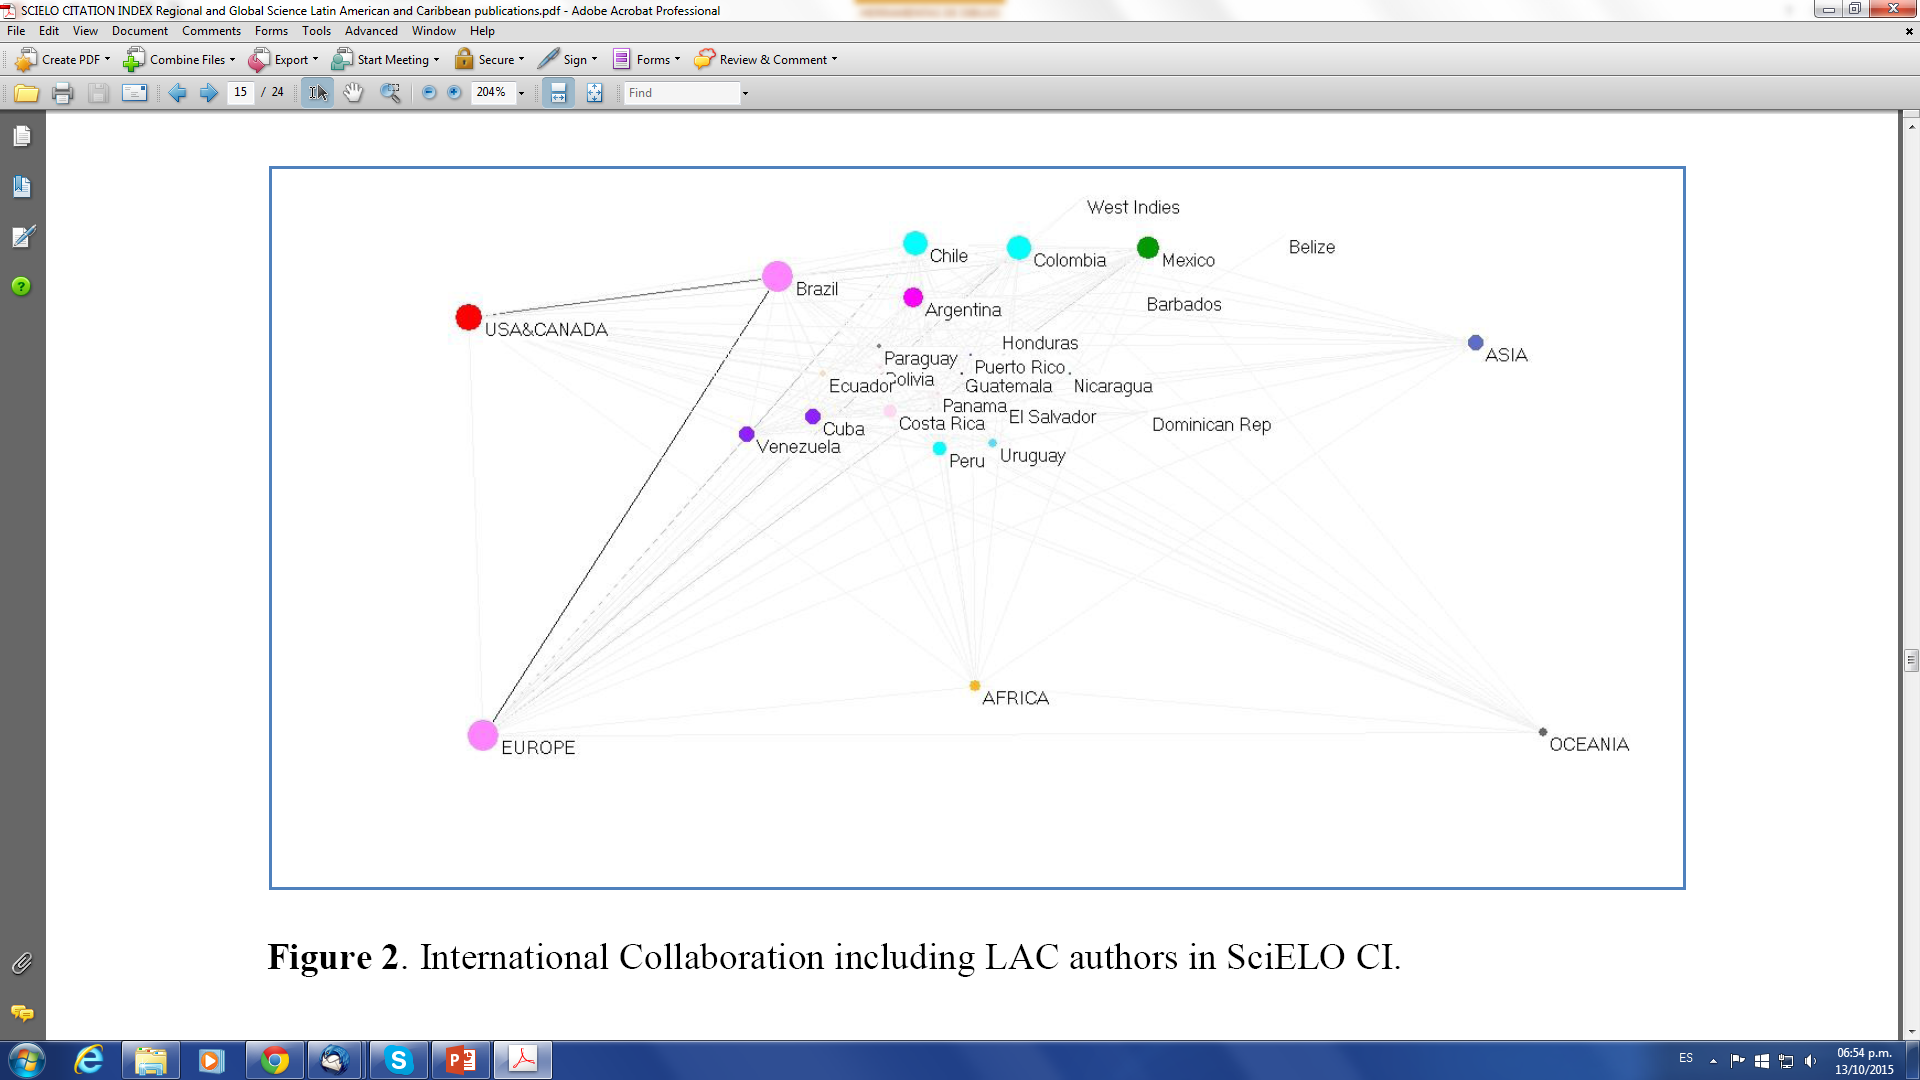 SCIELO CITATION INDEX Regional and Global Science Latin American and Caribbean publications.pdf - Adobe Acrobat Professional
File Edit View Document Comments Forms Tools Advanced Window Help
Create PDF Combine Files Export Start Meeting Secure Sign Forms Review & Comment
15 / 24 204% Find
West Indies
Belize
Chile
Colombia
Mexico
Brazil
Argentina
Barbados
USA&CANADA
Honduras
ASIA
Paraguay
Puerto Rico
Bolivia
Ecuador
Guatemala
Nicaragua
Panama
El Salvador
Costa Rica
Dominican Rep
Cuba
Venezuela
Peru
Uruguay
AFRICA
EUROPE
OCEANIA
Figure 2. International Collaboration including LAC authors in SciELO CI.
ES
06:54 p.m.
13/10/2015